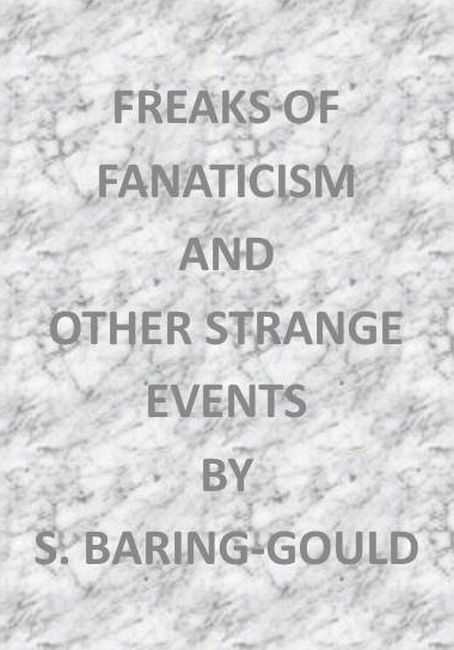 FREAKS OF
FANATICISM
AND
OTHER STRANGE
EVENTS
BY
S. BARING-GOULD